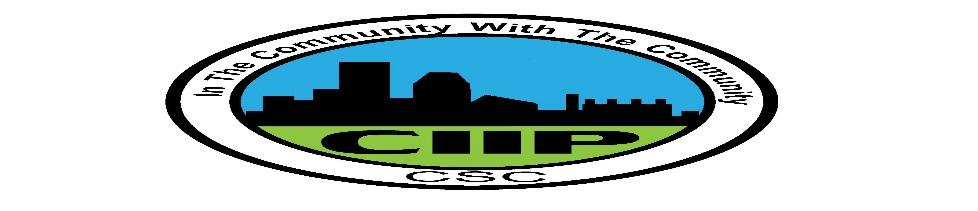 In The Community With The Community
CIIP
CSC